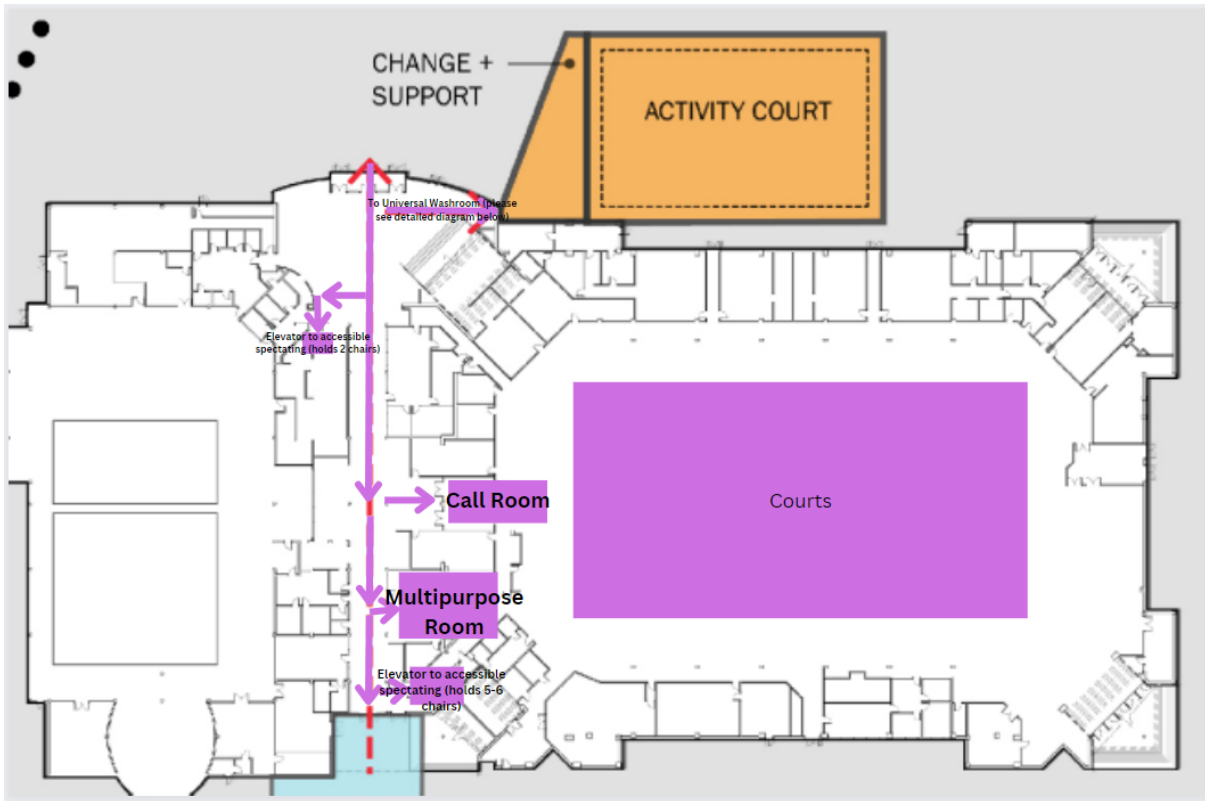 CHANGE +
SUPPORT
ACTIVITY COURT
To Universal Washroom (please
see detailed diagram below)
Elevator to accessible
spectating (holds 2 chairs)
Call Room
Courts
Multipurpose
Room
Elevator to accessible
spectating (holds 5-6
chairs)